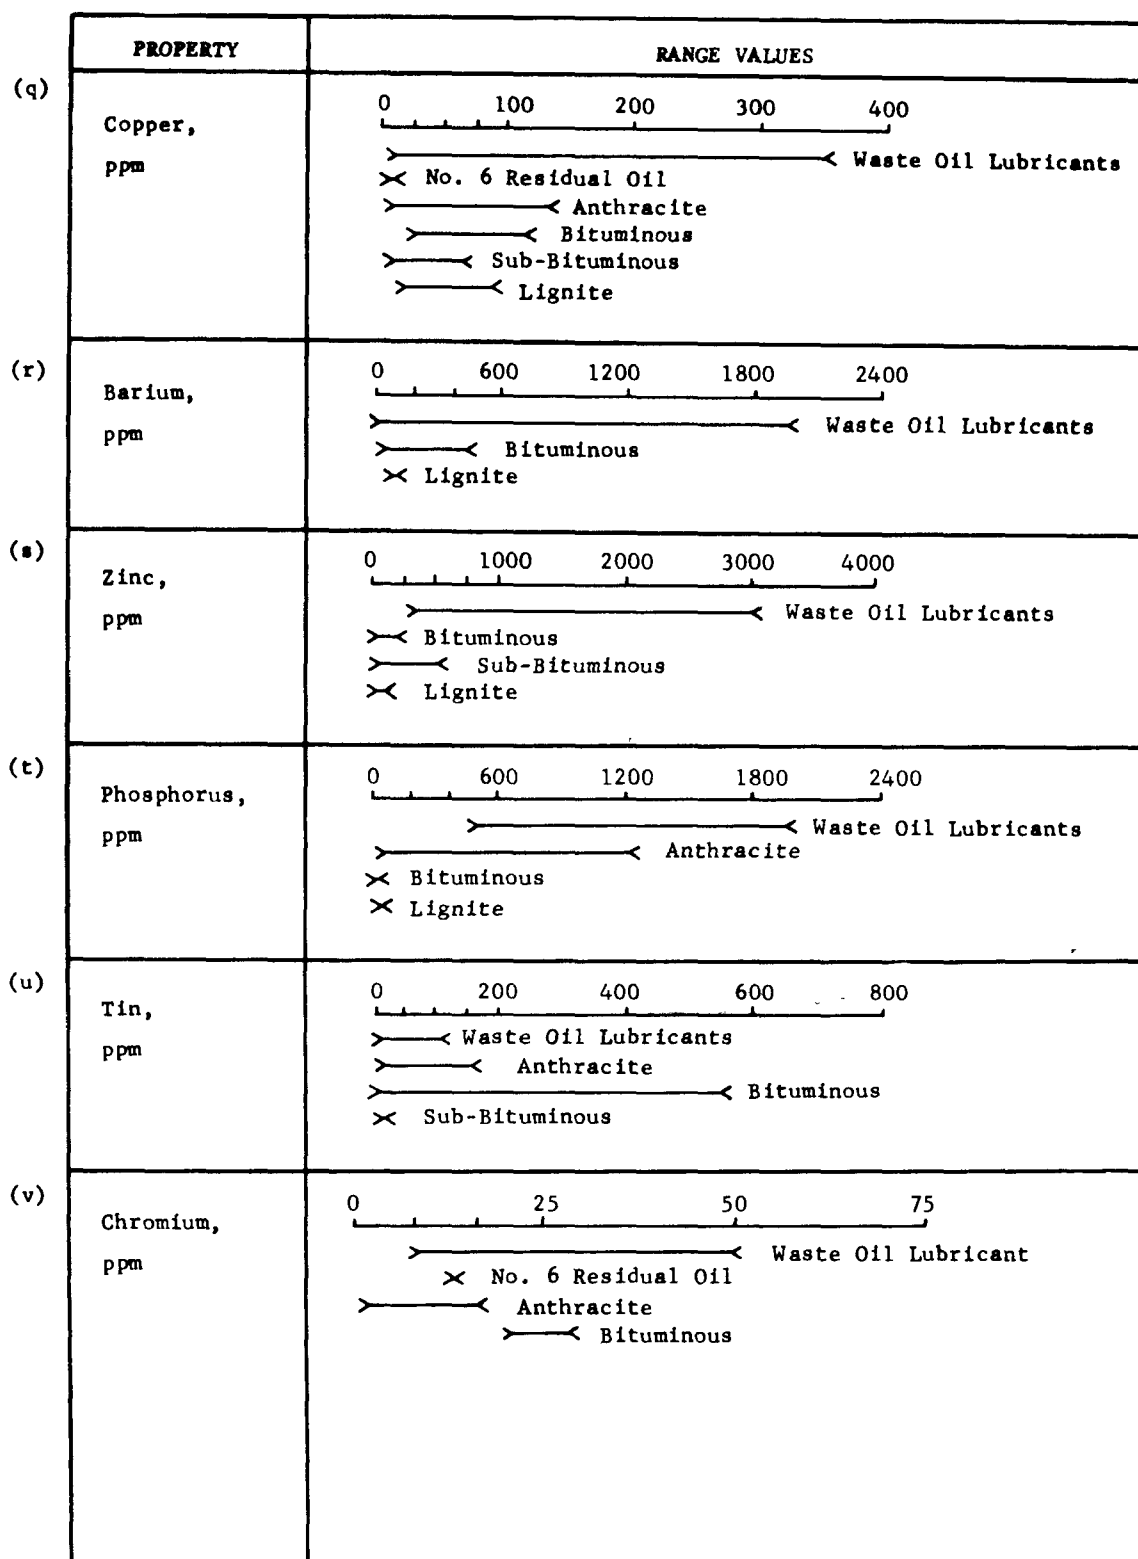 PROPERTY RANGE VALUES
(q)
Copper,
ppm
0 100 200 300 400
Waste Oil Lubricants
No. 6 Residual Oil
Anthracite
Bituminous
Sub-Bituminous
Lignite
(r)
Barium,
ppm
0 600 1200 1800 2400
Waste Oil Lubricants
Bituminous
Lignite
(s)
Zinc,
ppm
0 1000 2000 3000 4000
Waste Oil Lubricants
Bituminous
Sub-Bituminous
Lignite
(t)
Phosphorus,
ppm
0 600 1200 1800 2400
Waste Oil Lubricants
Anthracite
Bituminous
Lignite
(u)
Tin,
ppm
0 200 400 600 800
Waste Oil Lubricants
Anthracite
Bituminous
Sub-Bituminous
(v)
Chromium,
ppm
0 25 50 75
Waste Oil Lubricant
No. 6 Residual Oil
Anthracite
Bituminous